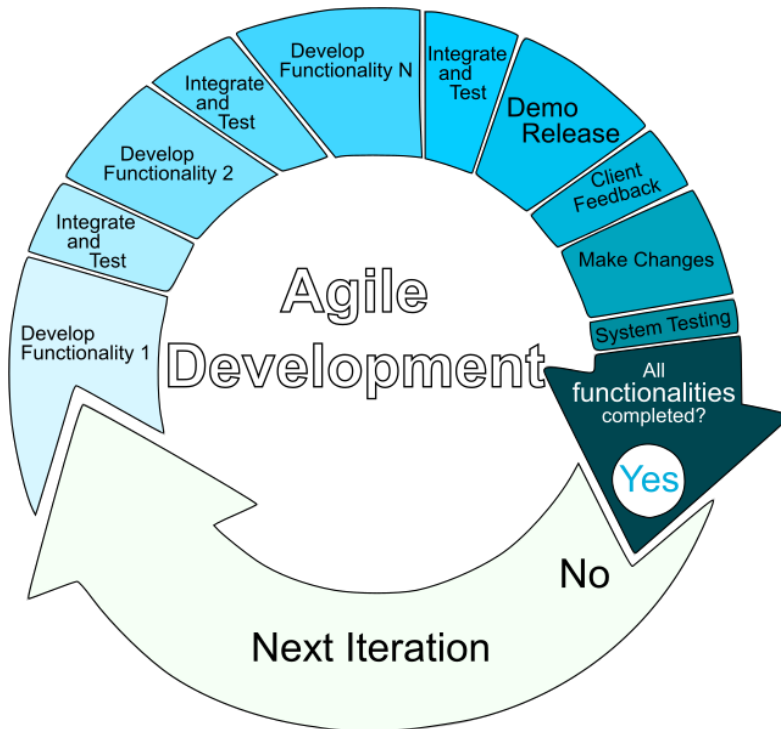 Develop
Functionality 1
Integrate
and
Test
Develop
Functionality 2
Integrate
and
Test
Develop
Functionality N
Integrate
and
Test
Demo
Release
Client
Feedback
Make Changes
System Testing
All
functionalities
completed?
Yes
No
Next Iteration
Agile
Development